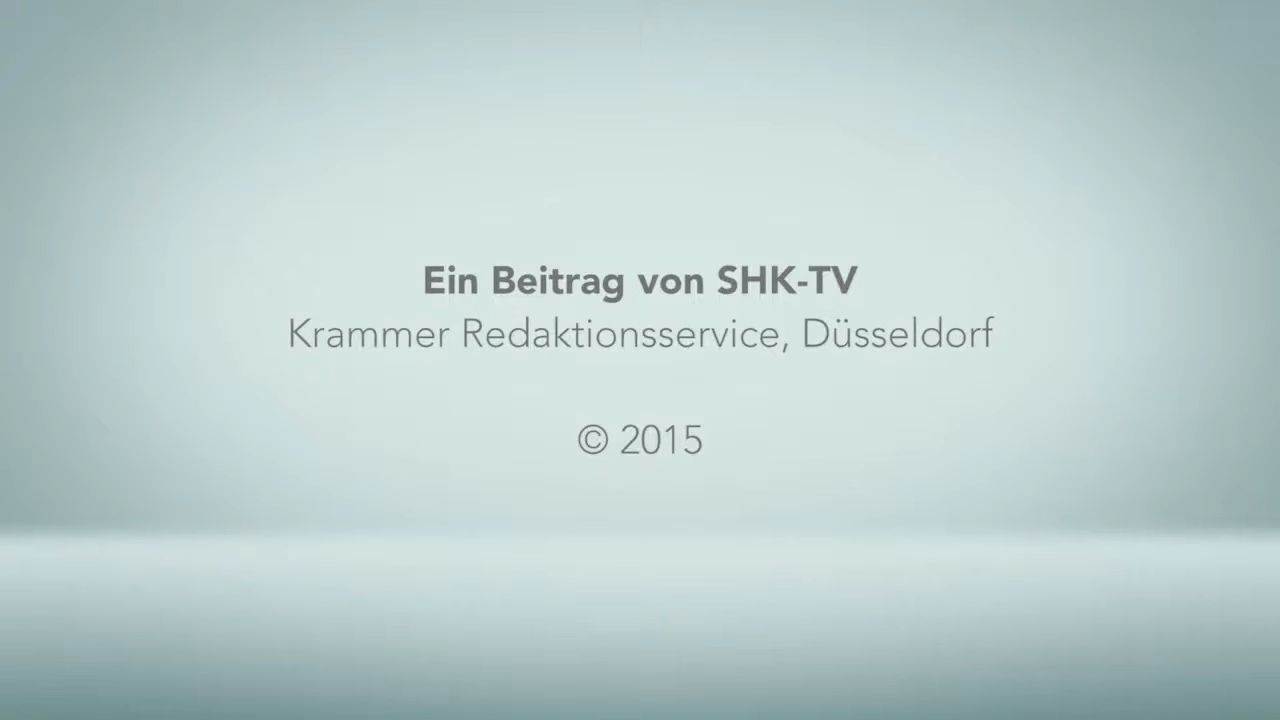 Ein Beitrag von SHK-TV
Krammer Redaktionsservice, Düsseldorf
© 2015